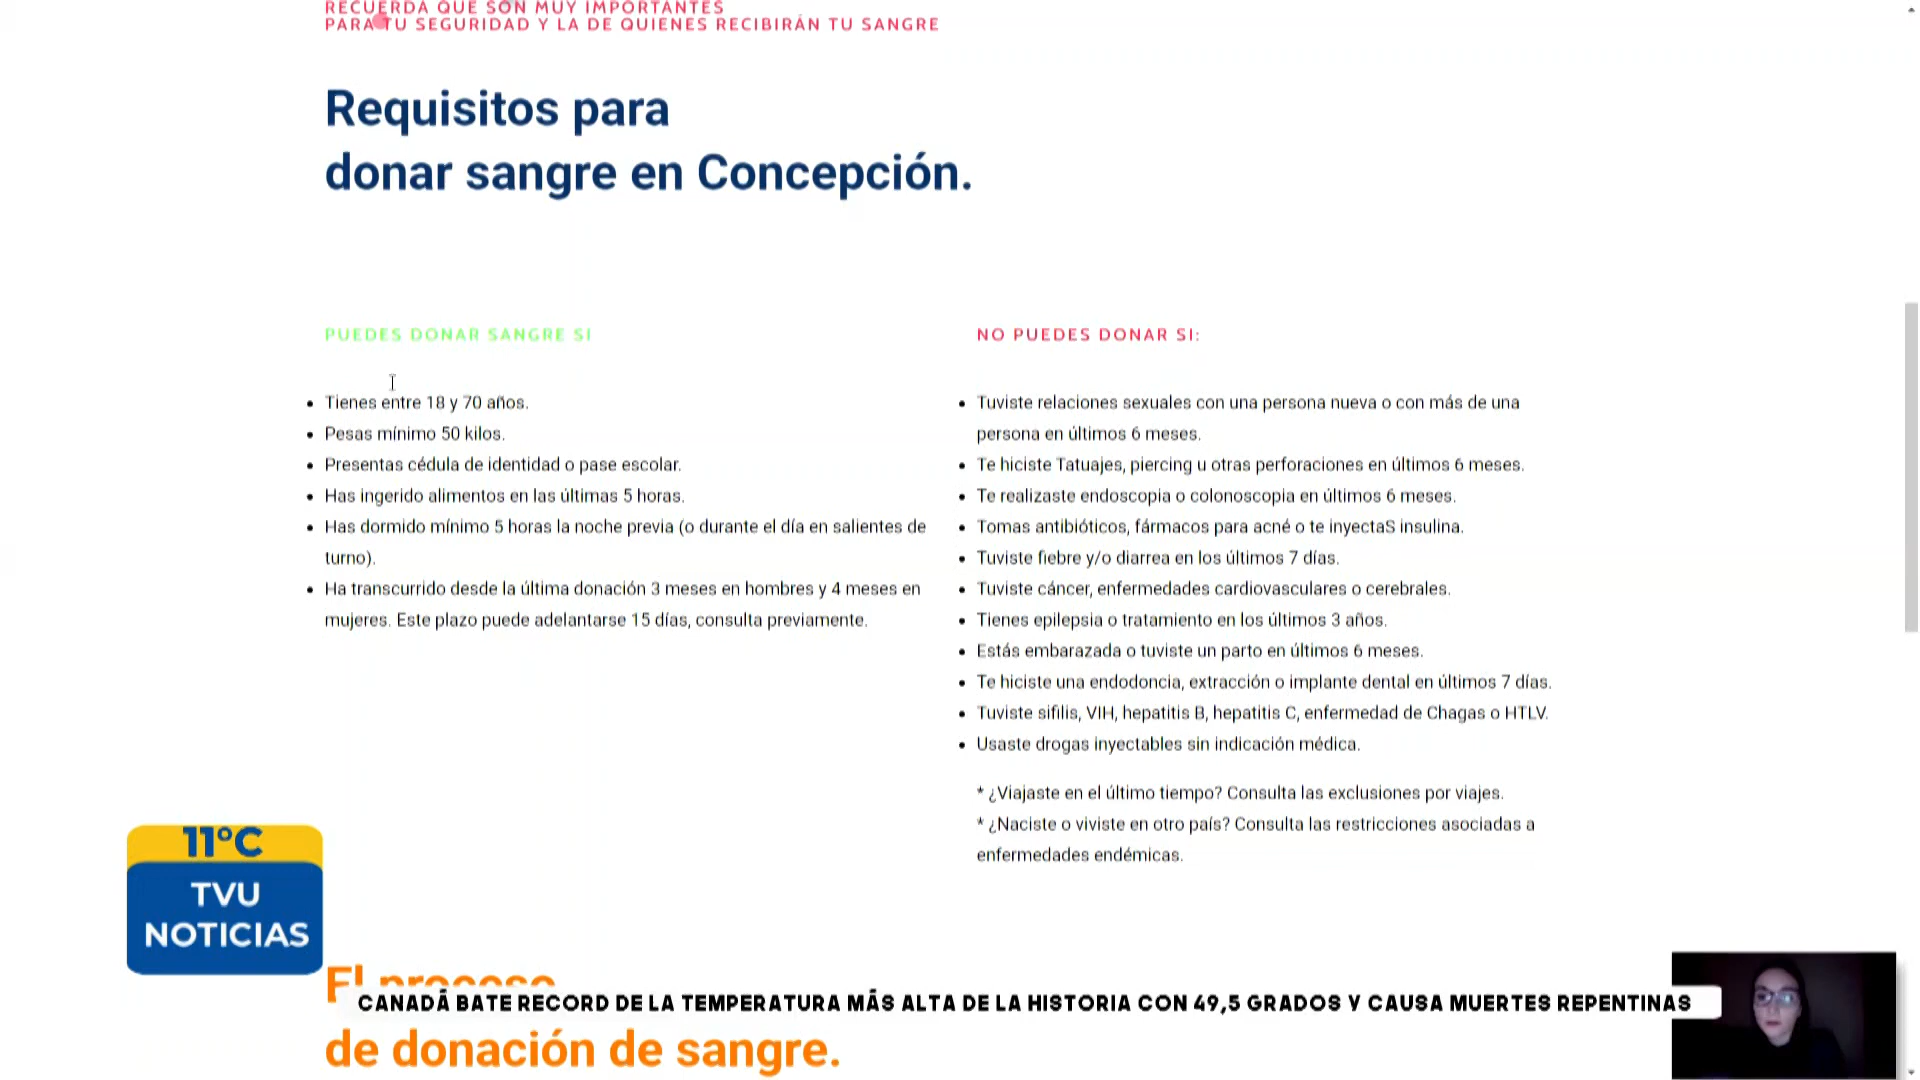 RECUERDA QUE SON MUY IMPORTANTES
PARA TU SEGURIDAD Y LA DE QUIENES RECIBIRÁN TU SANGRE
Requisitos para
donar sangre en Concepción.
PUEDES DONAR SANGRE SI
Tienes entre 18 y 70 años.
Pesas mínimo 50 kilos.
Presentas cédula de identidad o pase escolar.
Has ingerido alimentos en las últimas 5 horas.
Has dormido mínimo 5 horas la noche previa (o durante el día en salientes de
turno).
Ha transcurrido desde la última donación 3 meses en hombres y 4 meses en
mujeres. Este plazo puede adelantarse 15 días, consulta previamente.
NO PUEDES DONAR SI:
Tuviste relaciones sexuales con una persona nueva o con más de una
persona en últimos 6 meses.
Te hiciste Tatuajes, piercing u otras perforaciones en últimos 6 meses.
Te realizaste endoscopia o colonoscopia en últimos 6 meses.
Tomas antibióticos, fármacos para acné o te inyectaS insulina.
Tuviste fiebre y/o diarrea en los últimos 7 días.
Tuviste cáncer, enfermedades cardiovasculares o cerebrales.
Tienes epilepsia o tratamiento en los últimos 3 años.
Estás embarazada o tuviste un parto en últimos 6 meses.
Te hiciste una endodoncia, extracción o implante dental en últimos 7 días.
Tuviste sifilis, VIH, hepatitis B, hepatitis C, enfermedad de Chagas o HTLV.
Usaste drogas inyectables sin indicación médica.
* ¿Viajaste en el último tiempo? Consulta las exclusiones por viajes.
* ¿Naciste o viviste en otro país? Consulta las restricciones asociadas a
enfermedades endémicas.
11°C
TVU
NOTICIAS
El proceso
CANADÁ BATE RECORD DE LA TEMPERATURA MÁS ALTA DE LA HISTORIA CON 49,5 GRADOS Y CAUSA MUERTES REPENTINAS
de donación de sangre.